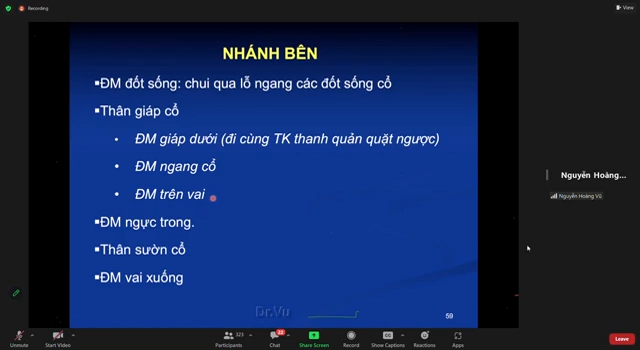 Recording
View
NHÁNH BÊN
▪ĐM đốt sống: chui qua lỗ ngang các đốt sống cổ
▪Thân giáp cổ
• ĐM giáp dưới (đi cùng TK thanh quản quặt ngược)
• ĐM ngang cổ
• ĐM trên vai
▪ĐM ngực trong.
▪Thân sườn cổ
▪ĐM vai xuống
Dr.Vu
59
Nguyễn Hoàng...
Nguyễn Hoàng Vũ
Unmute
Start Video
Participants
323
Chat
22
Share Screen
Record
Show Captions
CC
Reactions
Apps
Leave